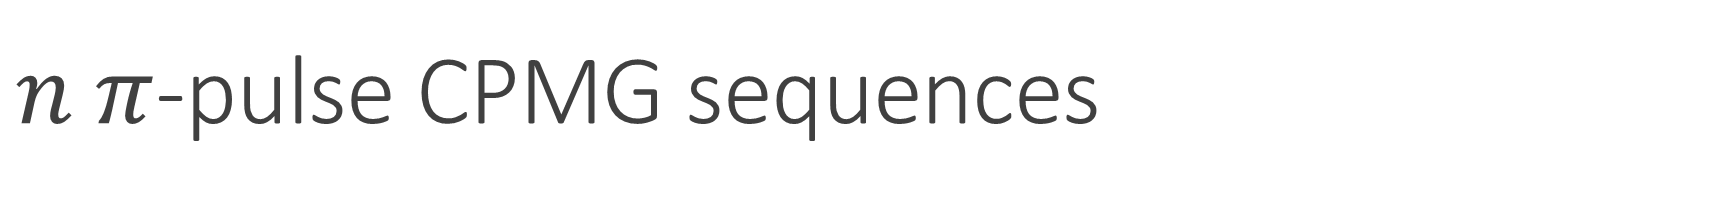 𝑛 𝜋-pulse CPMG sequences